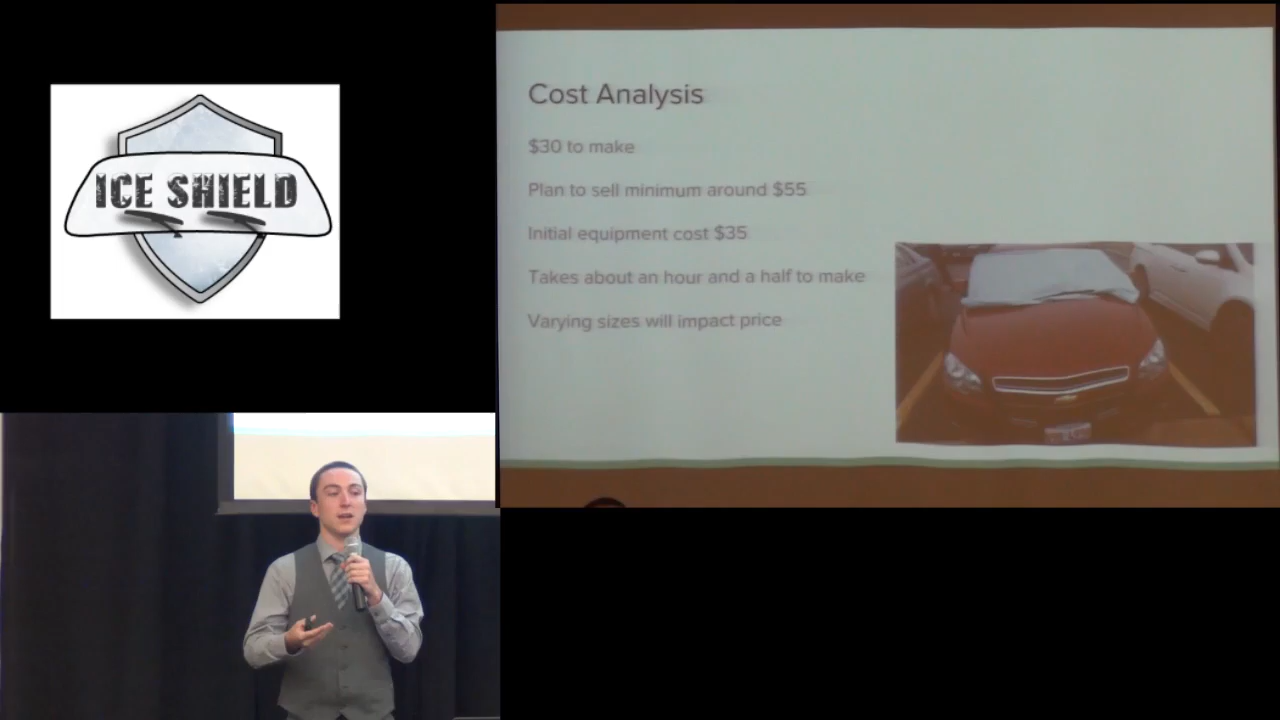 ICE SHIELD
Cost Analysis
$30 to make
Plan to sell minimum around $55
Initial equipment cost $35
Takes about an hour and a half to make
Varying sizes will impact price